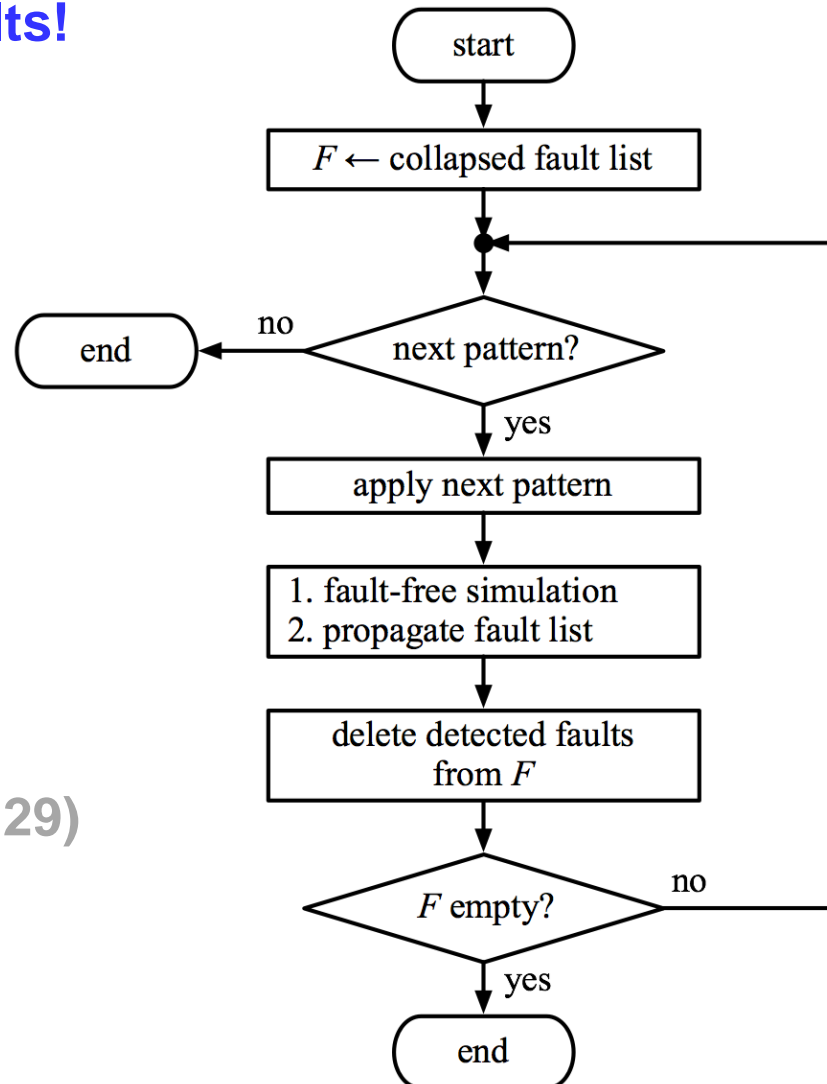 lts!
start
F ← collapsed fault list
next pattern?
no
end
yes
apply next pattern
1. fault-free simulation
2. propagate fault list
delete detected faults
from F
29)
F empty?
no
yes
end